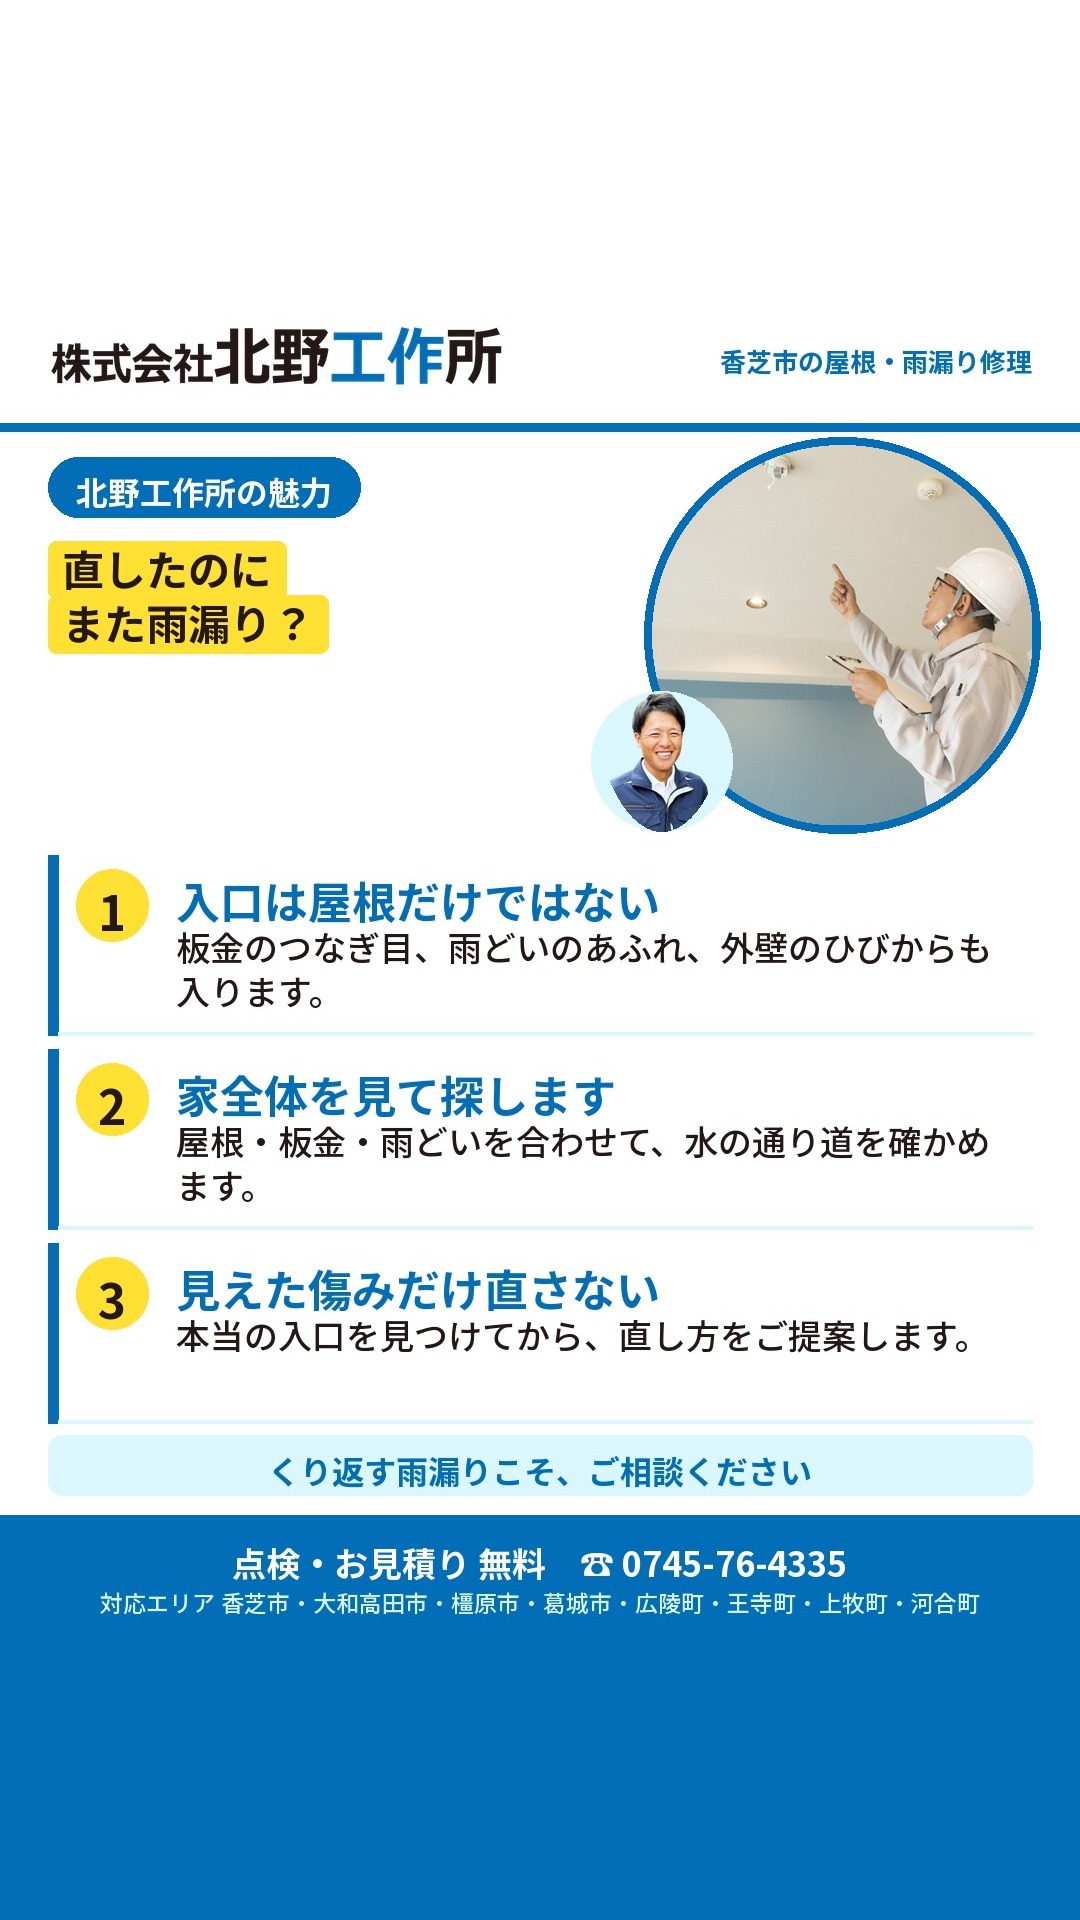 株式会社北野工作所
香芝市の屋根・雨漏り修理
北野工作所の魅力
直したのに
また雨漏り？
1
入口は屋根だけではない
板金のつなぎ目、雨どいのあふれ、外壁のひびからも
入ります。
2
家全体を見て探します
屋根・板金・雨どいを合わせて、水の通り道を確かめ
ます。
3
見えた傷みだけ直さない
本当の入口を見つけてから、直し方をご提案します。
くり返す雨漏りこそ、ご相談ください
点検・お見積り 無料　☎ 0745-76-4335
対応エリア 香芝市・大和高田市・橿原市・葛城市・広陵町・王寺町・上牧町・河合町